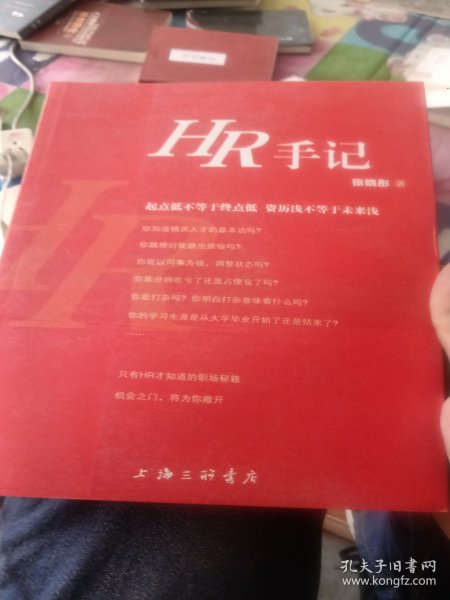 HR手记
张晓彤 著
起点低不等于终点低 资历浅不等于未来浅
你知道精英人才的基本功吗?
你跳槽时能跳出烦恼吗?
你能以同事为镜，调整状态吗?
你能分辨吃亏了还是占便宜了吗?
你能打杂吗? 你明白打杂意味着什么吗?
你的学习生涯是从大学毕业开始了还是结束了?
······
只有HR才知道的职场秘籍
机会之门，将为你敞开
上海三联书店
HR
孔夫子旧书网
www.kongfz.com